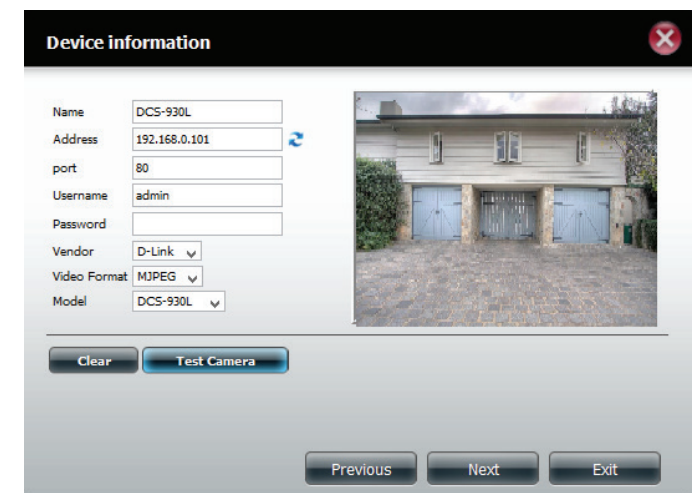 Device information
Name DCS-930L
Address 192.168.0.101
port 80
Username admin
Password
Vendor D-Link
Video Format MJPEG
Model DCS-930L
Clear Test Camera
Previous Next Exit